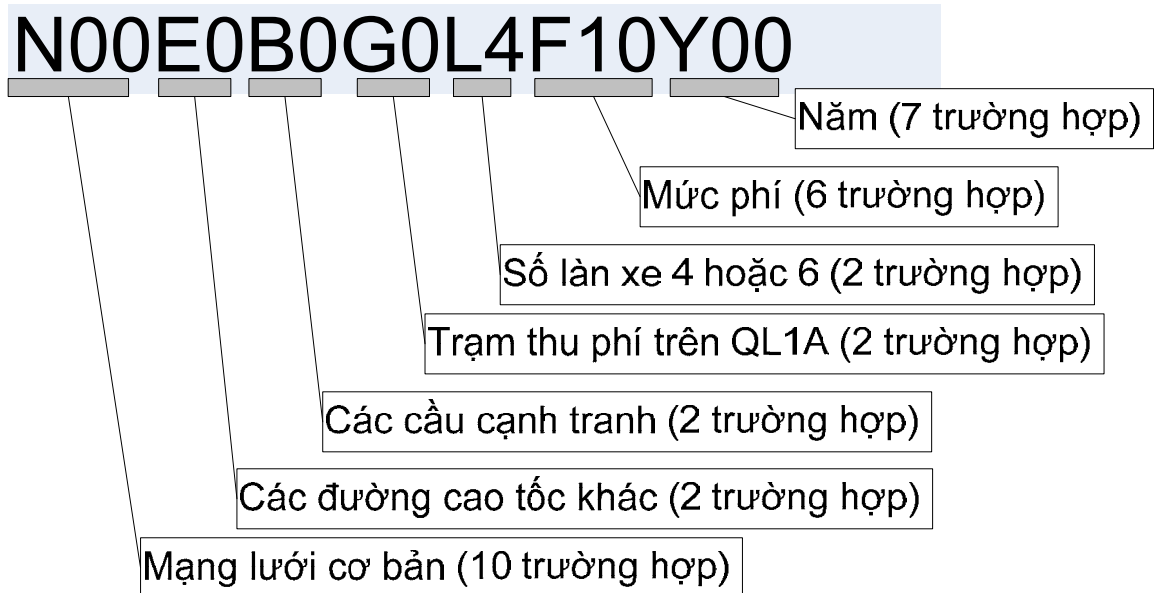 N00E0B0G0L4F10Y00
Năm (7 trường hợp)
Mức phí (6 trường hợp)
Số làn xe 4 hoặc 6 (2 trường hợp)
Trạm thu phí trên QL1A (2 trường hợp)
Các cầu cạnh tranh (2 trường hợp)
Các đường cao tốc khác (2 trường hợp)
Mạng lưới cơ bản (10 trường hợp)